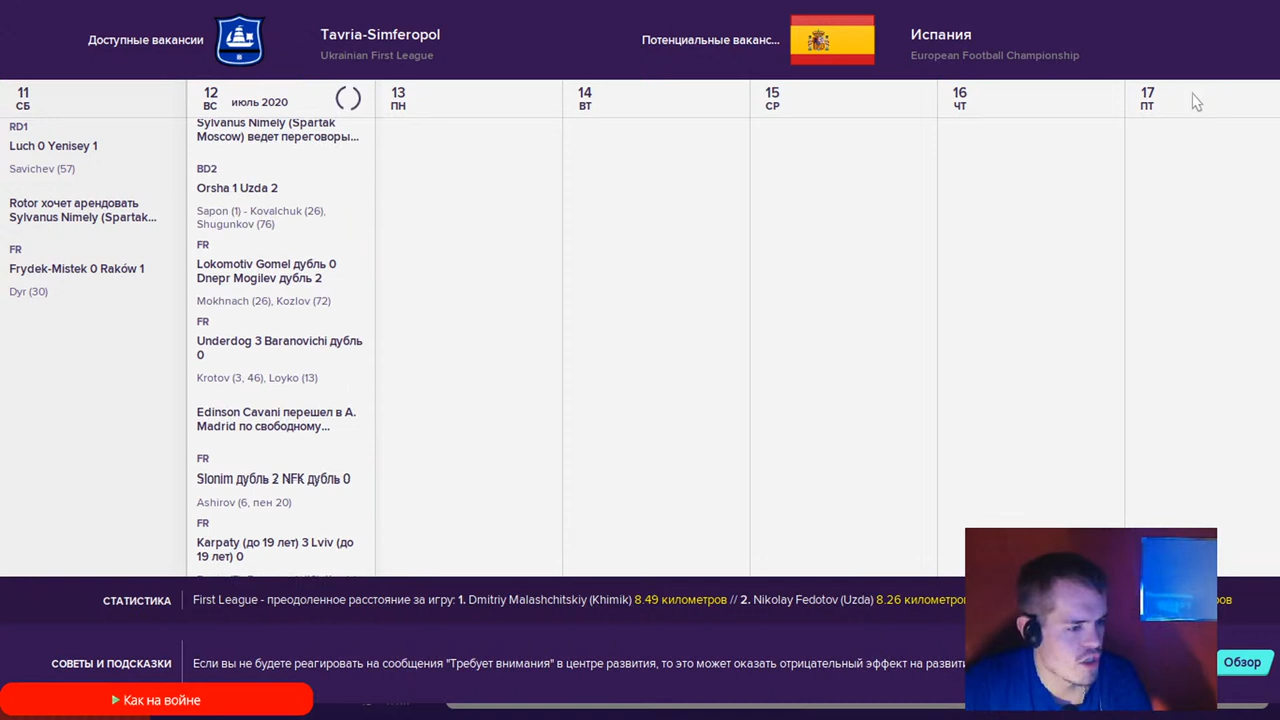 Доступные вакансии
Tavria-Simferopol
Ukrainian First League
Потенциальные ваканс...
Испания
European Football Championship
11
СБ
12
ВС
июль 2020
13
ПН
14
ВТ
15
СР
16
ЧТ
17
ПТ
RD1
Luch 0 Yenisey 1
Savichev (57)
Rotor хочет арендовать
Sylvanus Nimely (Spartak...
FR
Frydek-Mistek 0 Raków 1
Dyr (30)
Sylvanus Nimely (Spartak
Moscow) ведет переговоры...
BD2
Orsha 1 Uzda 2
Sapon (1) - Kovalchuk (26),
Shugunkov (76)
FR
Lokomotiv Gomel дубль 0
Dnepr Mogilev дубль 2
Mokhnach (26), Kozlov (72)
FR
Underdog 3 Baranovichi дубль
0
Krotov (3, 46), Loyko (13)
Edinson Cavani перешел в A.
Madrid по свободному...
FR
Slonim дубль 2 NFK дубль 0
Ashirov (6, пен 20)
FR
Karpaty (до 19 лет) 3 Lviv (до
19 лет) 0
СТАТИСТИКА
First League - преодоленное расстояние за игру: 1. Dmitriy Malashchitskiy (Khimik) 8.49 километров // 2. Nikolay Fedotov (Uzda) 8.26 километров
СОВЕТЫ И ПОДСКАЗКИ
Если вы не будете реагировать на сообщения "Требует внимания" в центре развития, то это может оказать отрицательный эффект на развити
Обзор
Как на войне